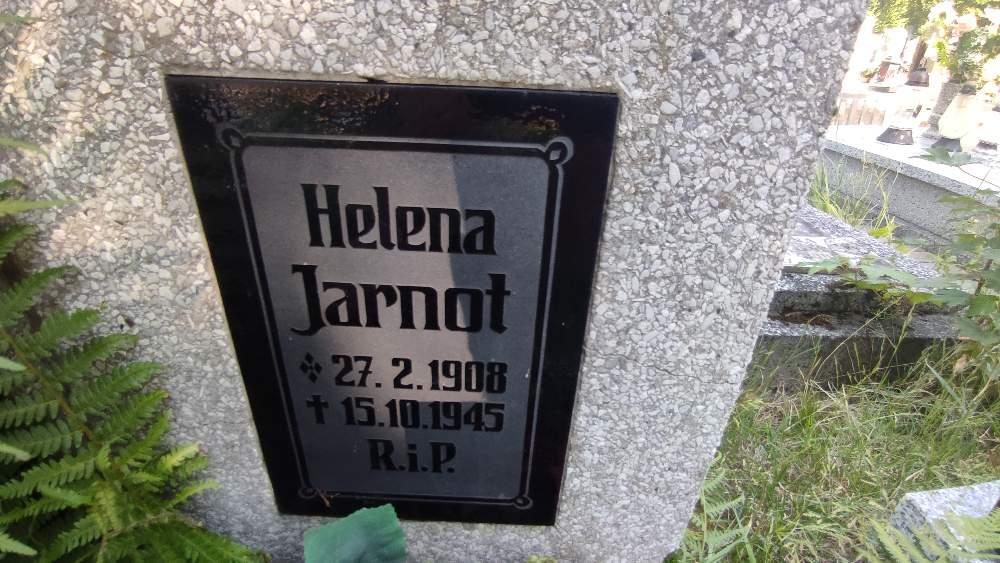 Helena
Jarnot
27. 2. 1908
✝ 15.10.1945
R.i.P.